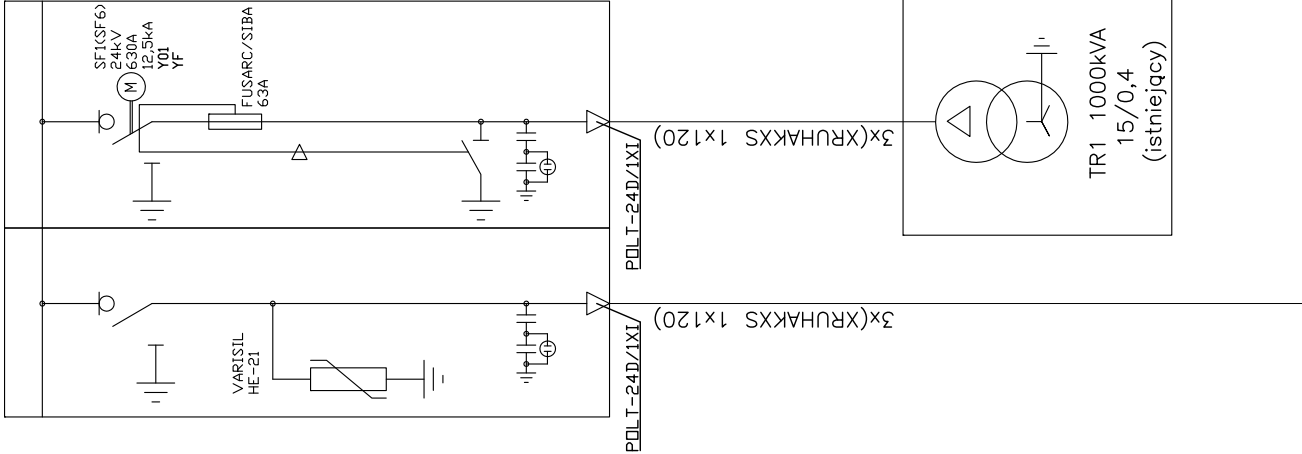 SF1(SF6)
24kV
630A
12,5kA
Y01
YF
M
FUSARC/SIBA
63A
POLT-24D/1XI
3x(XRUHAKXS 1x120)
TR1 1000kVA
15/0,4
(istniejący)
VARISIL
HE-21
POLT-24D/1XI
3x(XRUHAKXS 1x120)